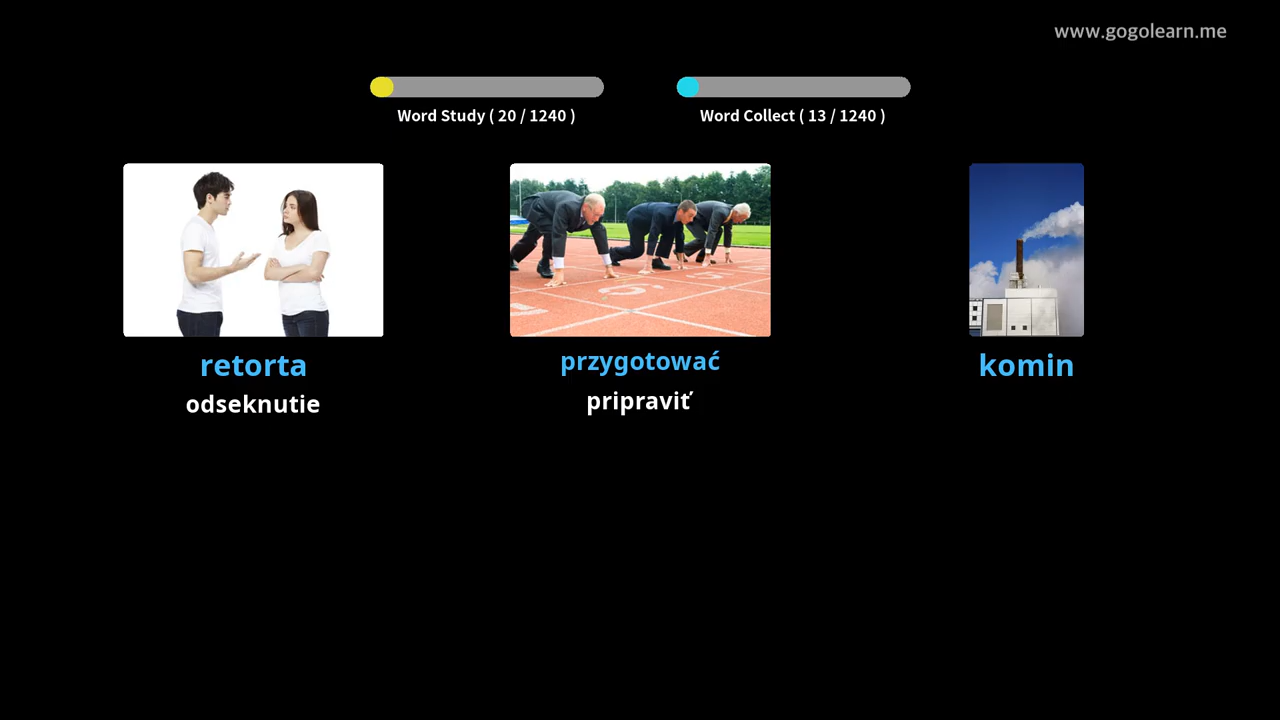 www.gogolearn.me
Word Study ( 20 / 1240 )
Word Collect ( 13 / 1240 )
retorta
odseknutie
przygotować
pripraviť
komin